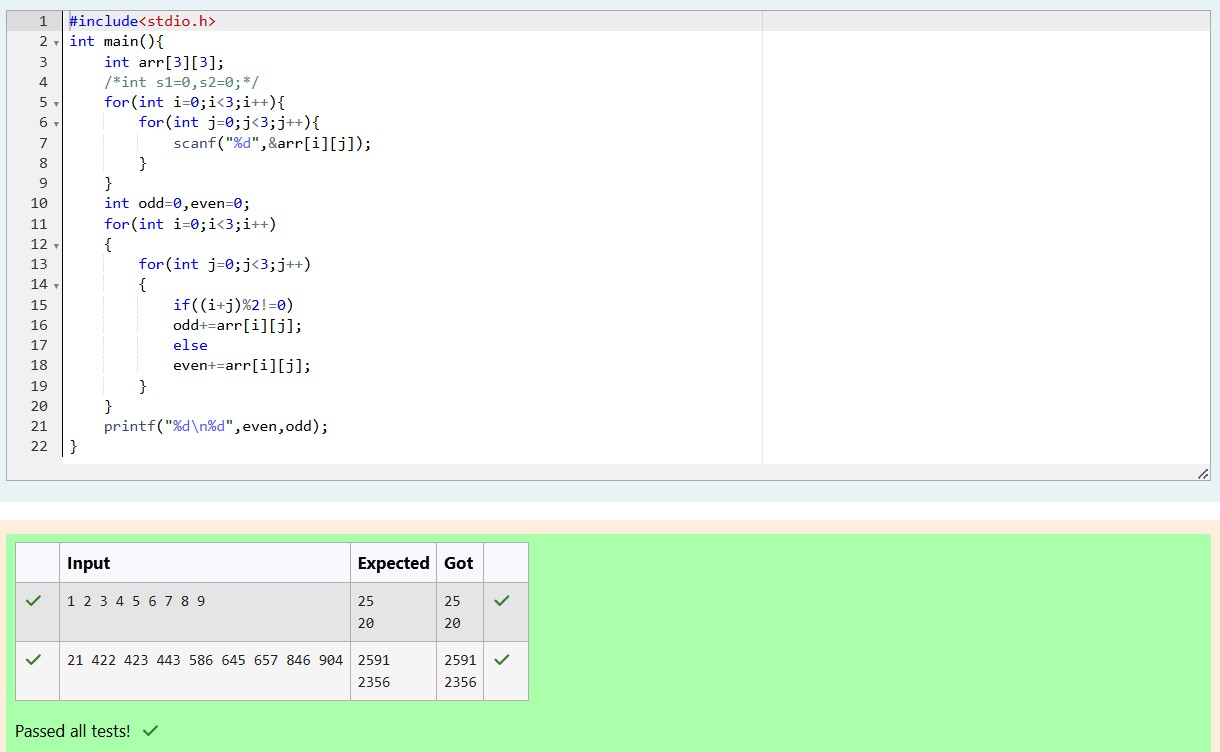 1 #include<stdio.h>
2 int main(){
3     int arr[3][3];
4     /*int s1=0,s2=0;*/
5     for(int i=0;i<3;i++){
6         for(int j=0;j<3;j++){
7             scanf("%d",&arr[i][j]);
8         }
9     }
10     int odd=0,even=0;
11     for(int i=0;i<3;i++)
12     {
13         for(int j=0;j<3;j++)
14         {
15             if((i+j)%2!=0)
16             odd+=arr[i][j];
17             else
18             even+=arr[i][j];
19         }
20     }
21     printf("%d\n%d",even,odd);
22 }
Input Expected Got
1 2 3 4 5 6 7 8 9 25 25
20 20
21 422 423 443 586 645 657 846 904 2591 2591
2356 2356
Passed all tests!